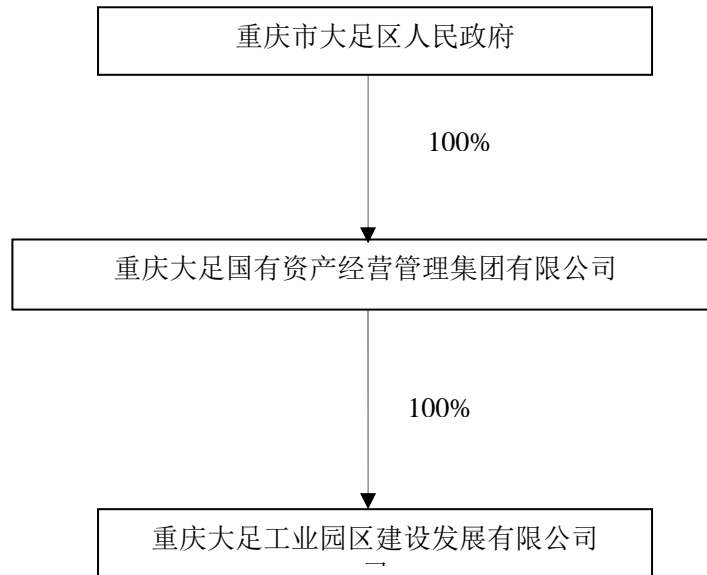 重庆市大足区人民政府
100%
重庆大足国有资产经营管理集团有限公司
100%
重庆大足工业园区建设发展有限公司